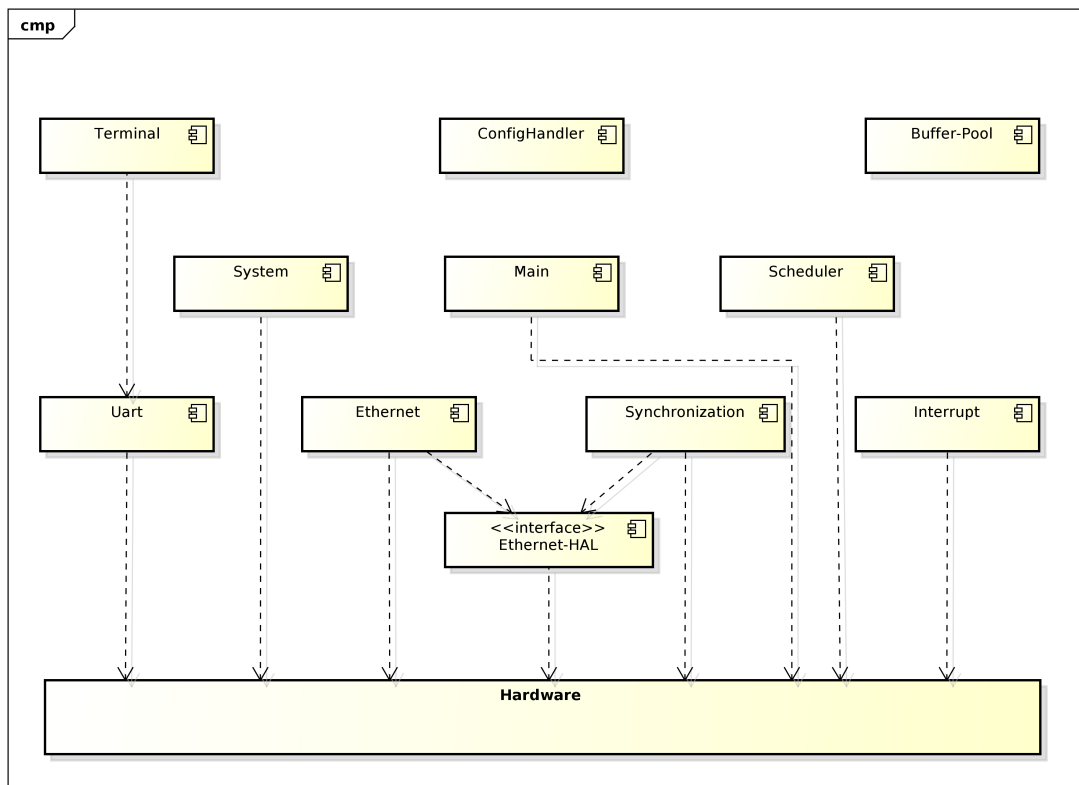 cmp
Terminal
ConfigHandler
Buffer-Pool
System
Main
Scheduler
Uart
Ethernet
Synchronization
Interrupt
<<interface>>
Ethernet-HAL
Hardware